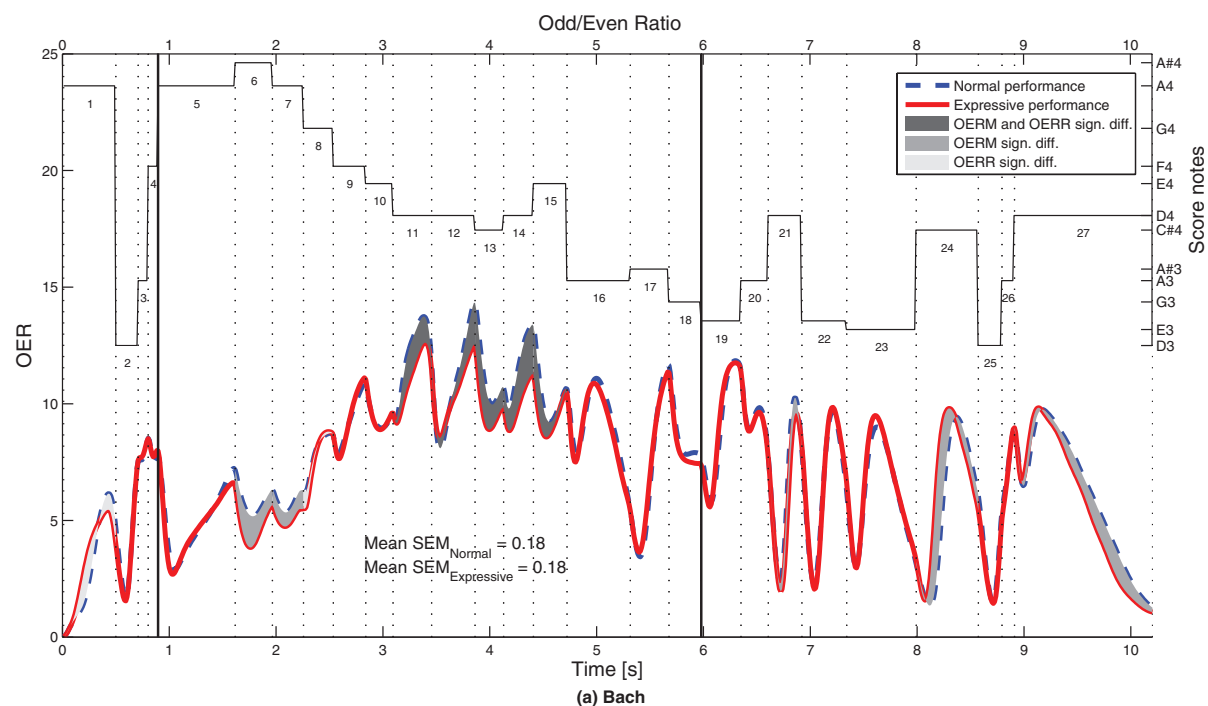 Odd/Even Ratio
0 1 2 3 4 5 6 7 8 9 10
25
20
15
10
5
0
OER
A#4
A4
G4
F4
E4
D4
C#4
A#3
A3
G3
E3
D3
Score notes
Normal performance
Expressive performance
OERM and OERR sign. diff.
OERM sign. diff.
OERR sign. diff.
1
2
3
4
5
6
7
8
9
10
11
12
13
14
15
16
17
18
19
20
21
22
23
24
25
26
27
Mean SEM Normal = 0.18
Mean SEM Expressive = 0.18
0 1 2 3 4 5 6 7 8 9 10
Time [s]
(a) Bach